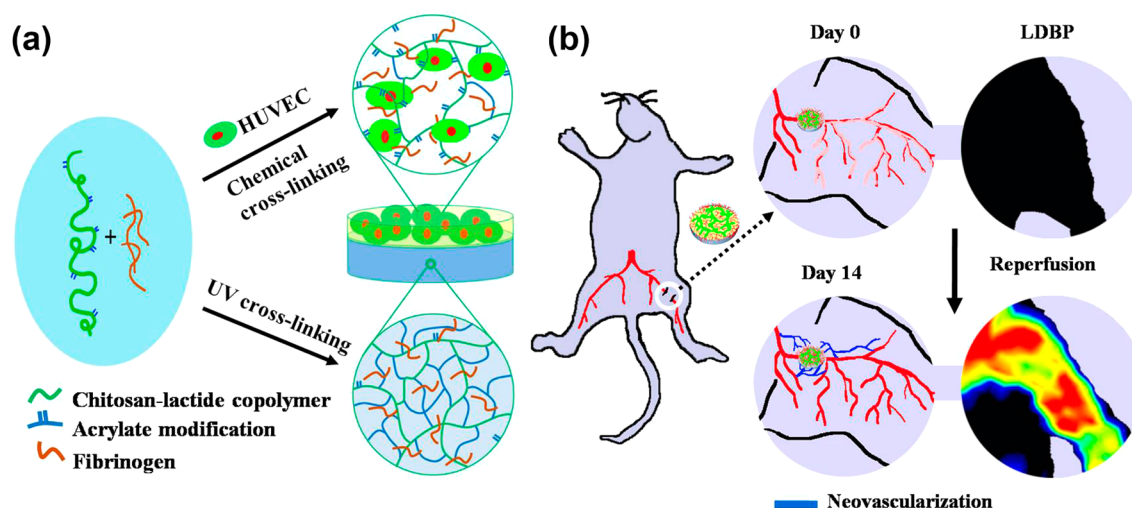 (a)
HUVEC
Chemical
cross-linking
+
UV cross-linking
Chitosan-lactide copolymer
Acrylate modification
Fibrinogen
(b)
Day 0
LDBP
Day 14
Reperfusion
Neovascularization